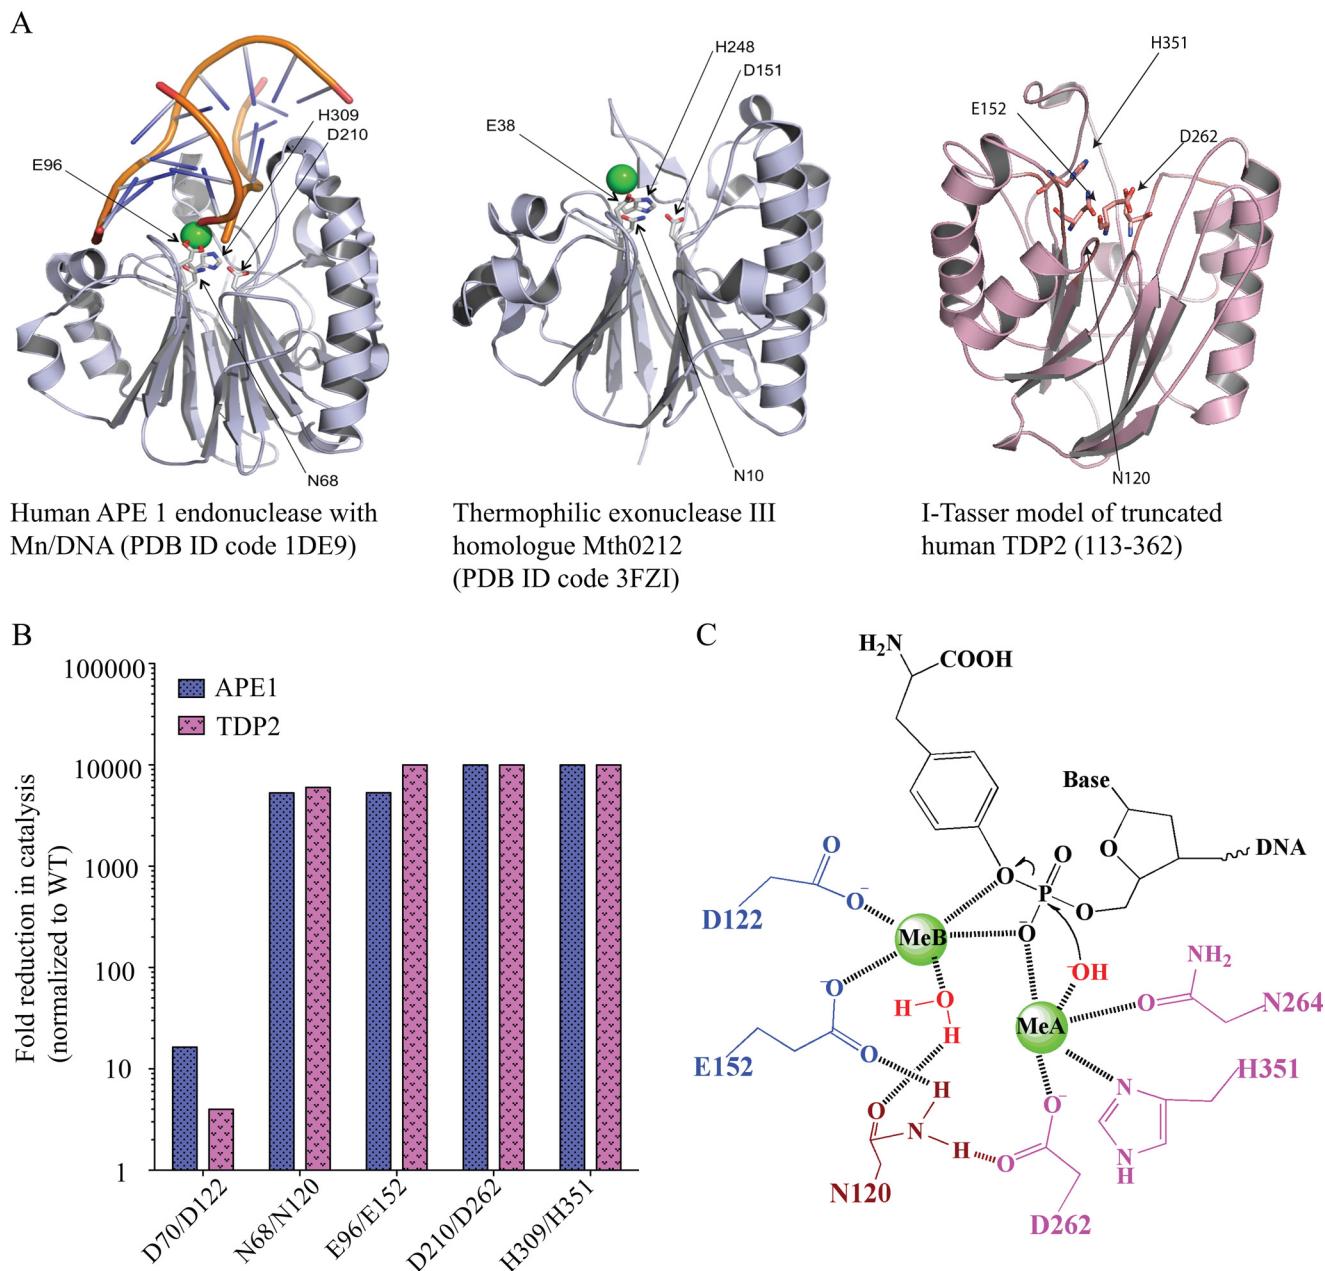 A
E96
H309
D210
N68
H248
D151
E38
N10
H351
E152
D262
N120
Human APE 1 endonuclease with
Mn/DNA (PDB ID code 1DE9)
Thermophilic exonuclease III
homologue Mth0212
(PDB ID code 3FZI)
I-Tasser model of truncated
human TDP2 (113-362)
B
Fold reduction in catalysis
(normalized to WT)
100000
10000
1000
100
10
1
APE1
TDP2
D70/D122
N68/N120
E96/E152
D210/D262
H309/H351
C
H₂N
COOH
Base
O
DNA
O
O
P
O
O⁻
O
O⁻
D122
MeB
⁻OH
NH₂
O
N264
MeA
⁻O
O
H
H
O
E152
H
O
N
H
N120
O⁻
O
D262
N
N
H
H351